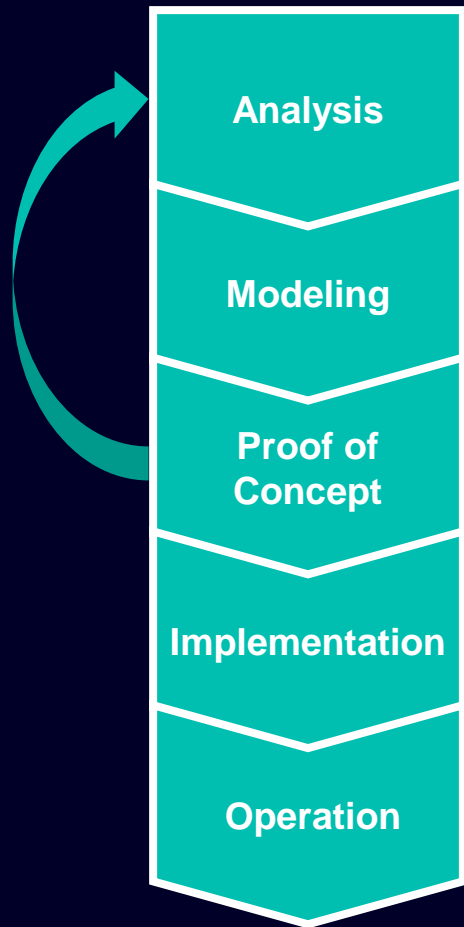 Analysis
Modeling
Proof of
Concept
Implementation
Operation